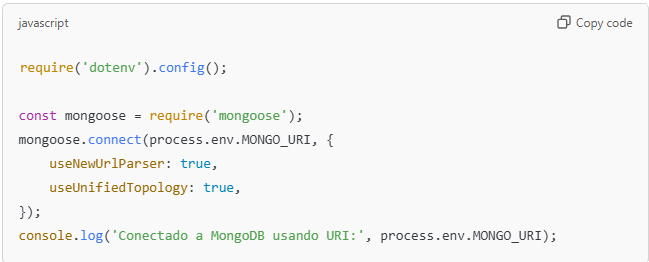 javascript
Copy code
require('dotenv').config();
const mongoose = require('mongoose');
mongoose.connect(process.env.MONGO_URI, {
    useNewUrlParser: true,
    useUnifiedTopology: true,
});
console.log('Conectado a MongoDB usando URI:', process.env.MONGO_URI);